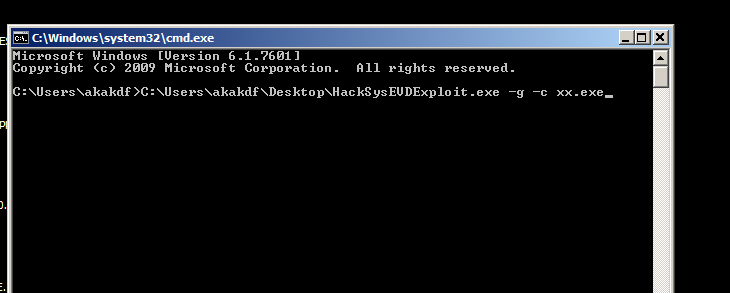 C:\Windows\system32\cmd.exe
Microsoft Windows [Version 6.1.7601]
Copyright (c) 2009 Microsoft Corporation.  All rights reserved.
C:\Users\akakdf>C:\Users\akakdf\Desktop\HackSysEVDExploit.exe -g -c xx.exe_